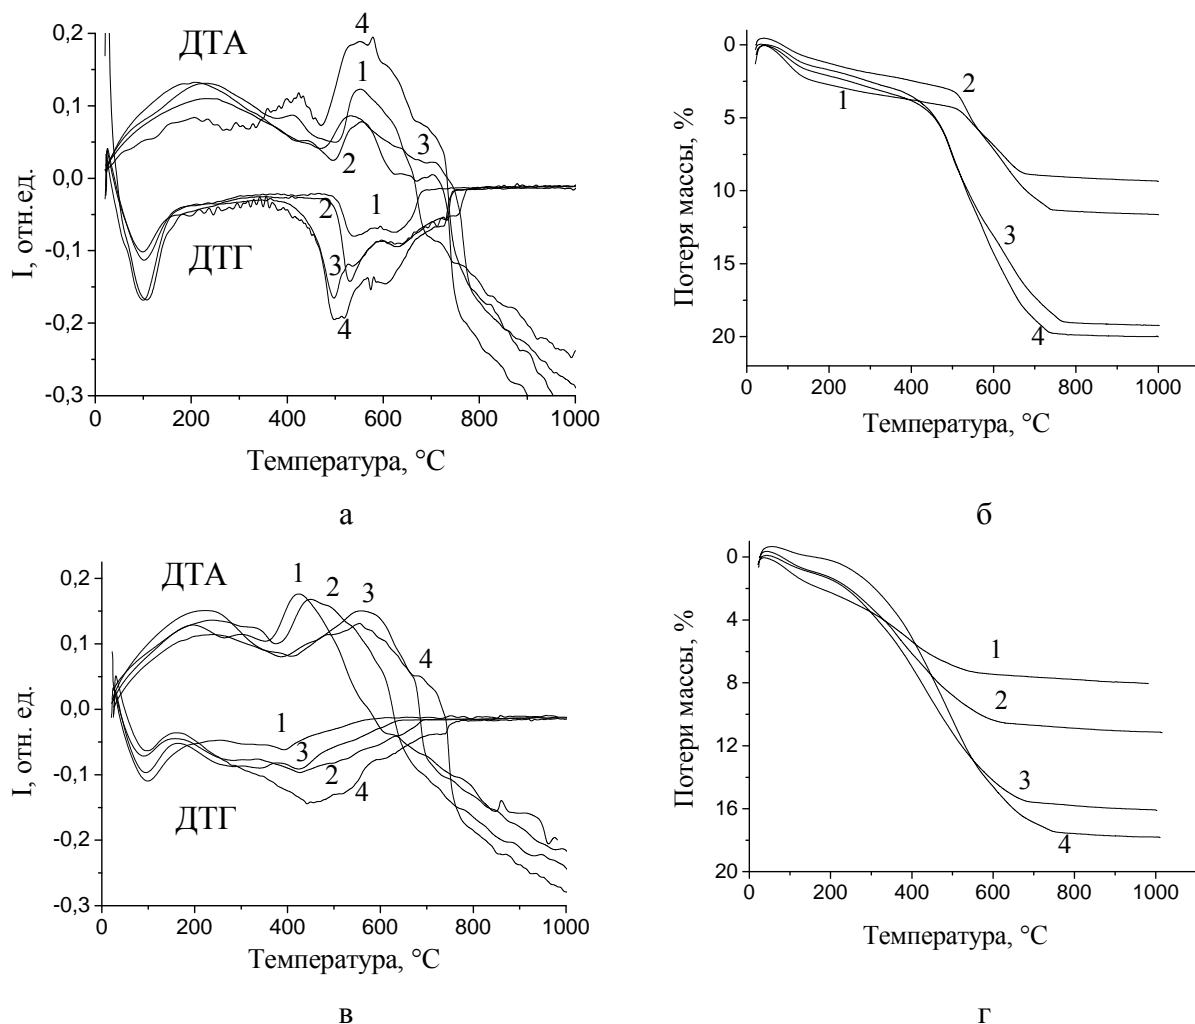 0,2
0,1
0,0
-0,1
-0,2
-0,3
I, отн.ед.
ДТА
4
1
3
2
1
2
ДТГ
3
4
0 200 400 600 800 1000
Температура, °C
а
0
5
10
15
20
Потеря массы, %
2
1
3
4
0 200 400 600 800 1000
Температура, °C
б
0,2
0,1
0,0
-0,1
-0,2
-0,3
I, отн. ед.
ДТА
1
2
3
4
1
3
2
4
ДТГ
0 200 400 600 800 1000
Температура, °C
в
0
4
8
12
16
20
Потери массы, %
1
2
3
4
0 200 400 600 800 1000
Температура, °C
г